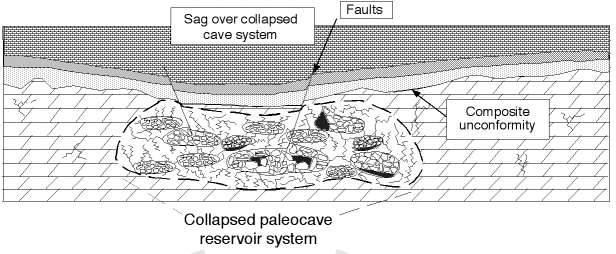 Sag over collapsed
cave system
Faults
Composite
unconformity
Collapsed paleocave
reservoir system